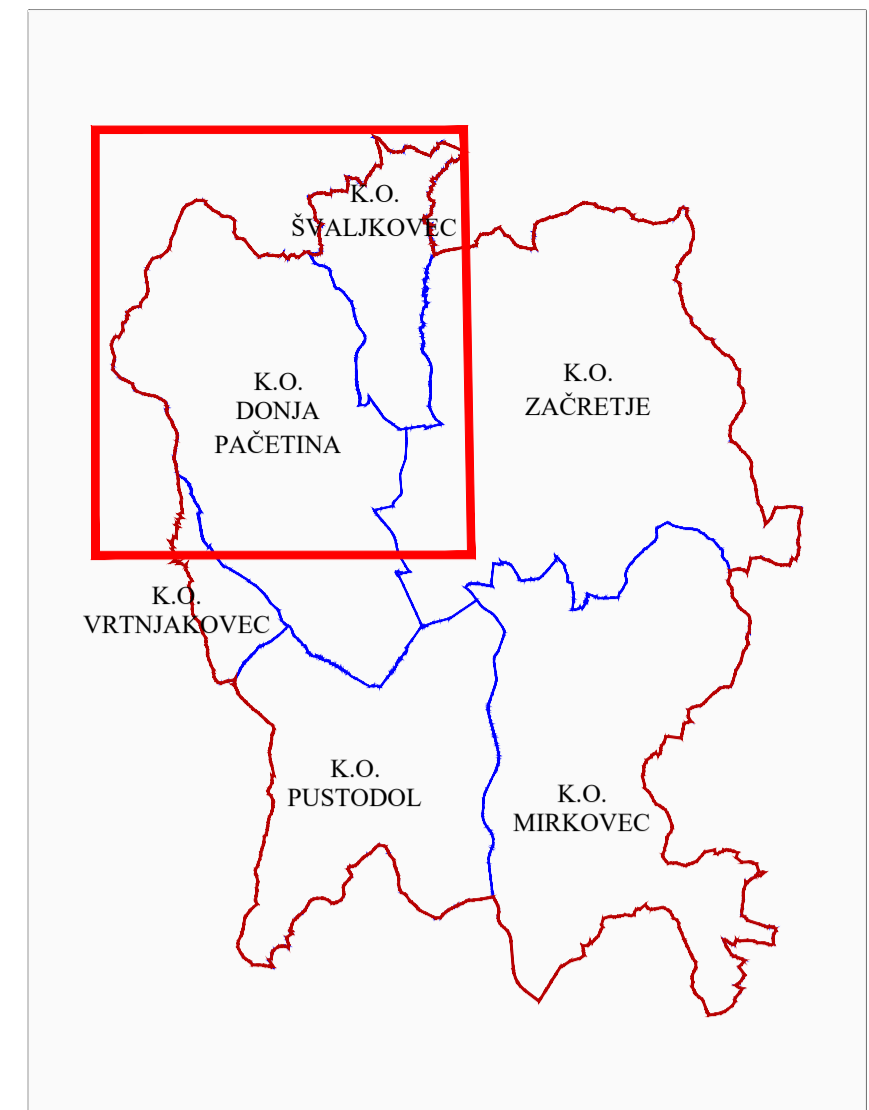 K.O.
ŠVALJKOVEC
K.O.
DONJA
PAČETINA
K.O.
ZAČRETJE
K.O.
VRTNJAKOVEC
K.O.
PUSTODOL
K.O.
MIRKOVEC